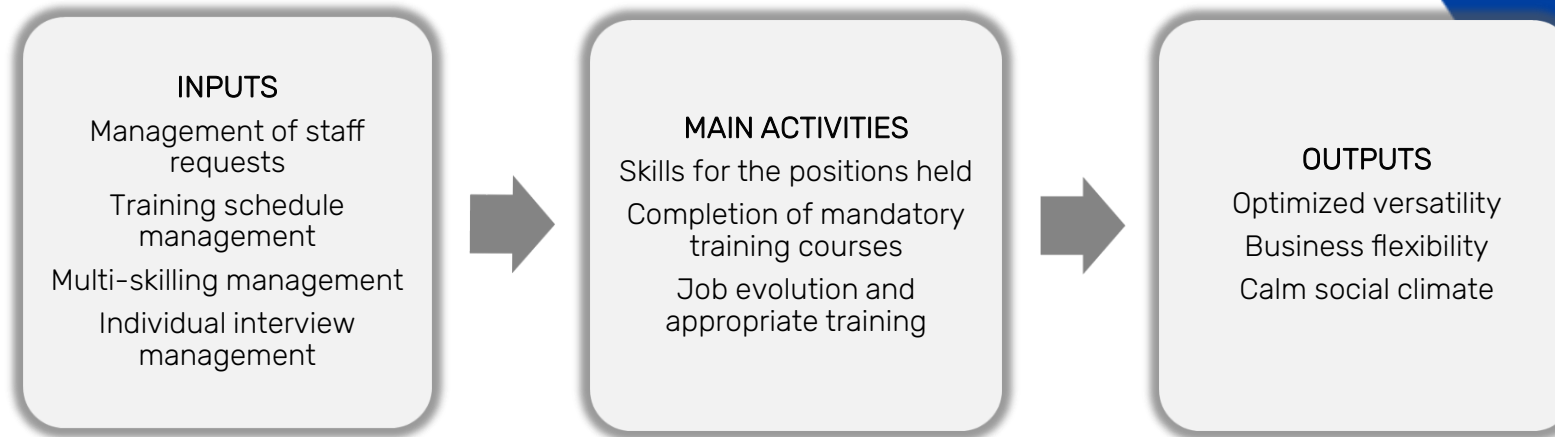 INPUTS
Management of staff
requests
Training schedule
management
Multi-skilling management
Individual interview
management
MAIN ACTIVITIES
Skills for the positions held
Completion of mandatory
training courses
Job evolution and
appropriate training
OUTPUTS
Optimized versatility
Business flexibility
Calm social climate